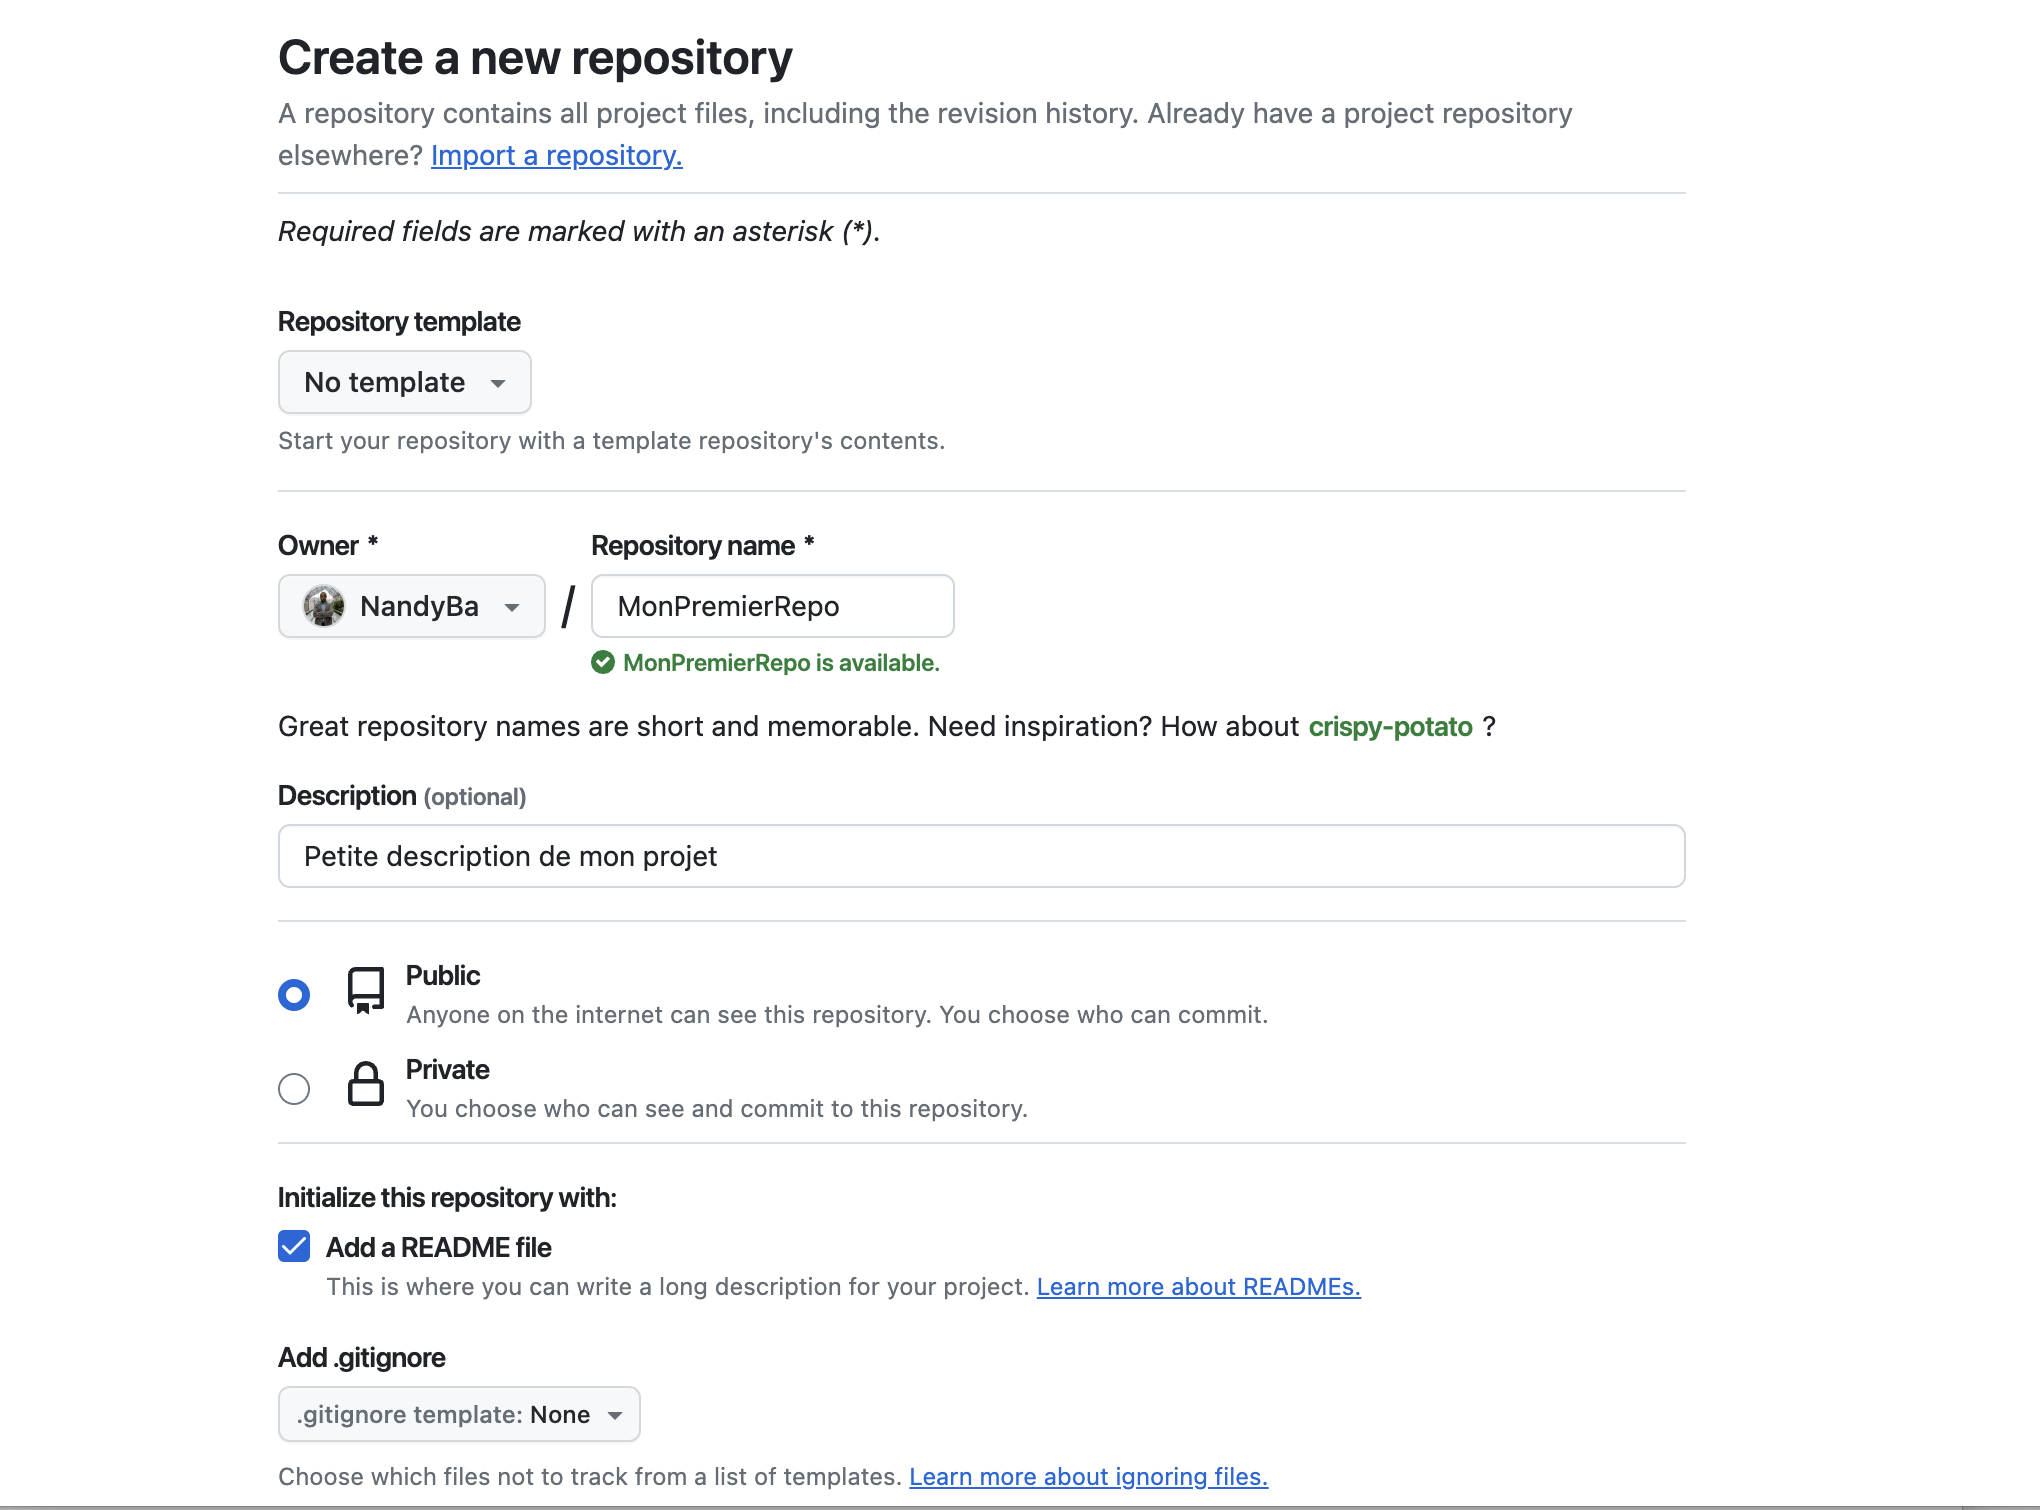 Create a new repository
A repository contains all project files, including the revision history. Already have a project repository
elsewhere? Import a repository.
Required fields are marked with an asterisk (*).
Repository template
No template
Start your repository with a template repository's contents.
Owner *
Repository name *
NandyBa
/
MonPremierRepo
MonPremierRepo is available.
Great repository names are short and memorable. Need inspiration? How about crispy-potato ?
Description (optional)
Petite description de mon projet
Public
Anyone on the internet can see this repository. You choose who can commit.
Private
You choose who can see and commit to this repository.
Initialize this repository with:
Add a README file
This is where you can write a long description for your project. Learn more about READMEs.
Add .gitignore
.gitignore template: None
Choose which files not to track from a list of templates. Learn more about ignoring files.